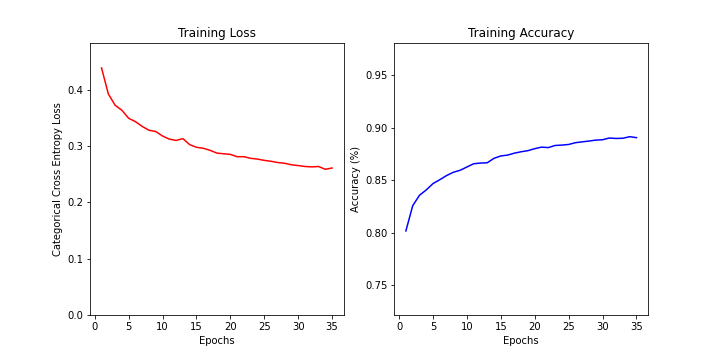 Training Loss
Categorical Cross Entropy Loss
0.4
0.3
0.2
0.1
0.0
0 5 10 15 20 25 30 35
Epochs
Training Accuracy
Accuracy (%)
0.95
0.90
0.85
0.80
0.75
0 5 10 15 20 25 30 35
Epochs